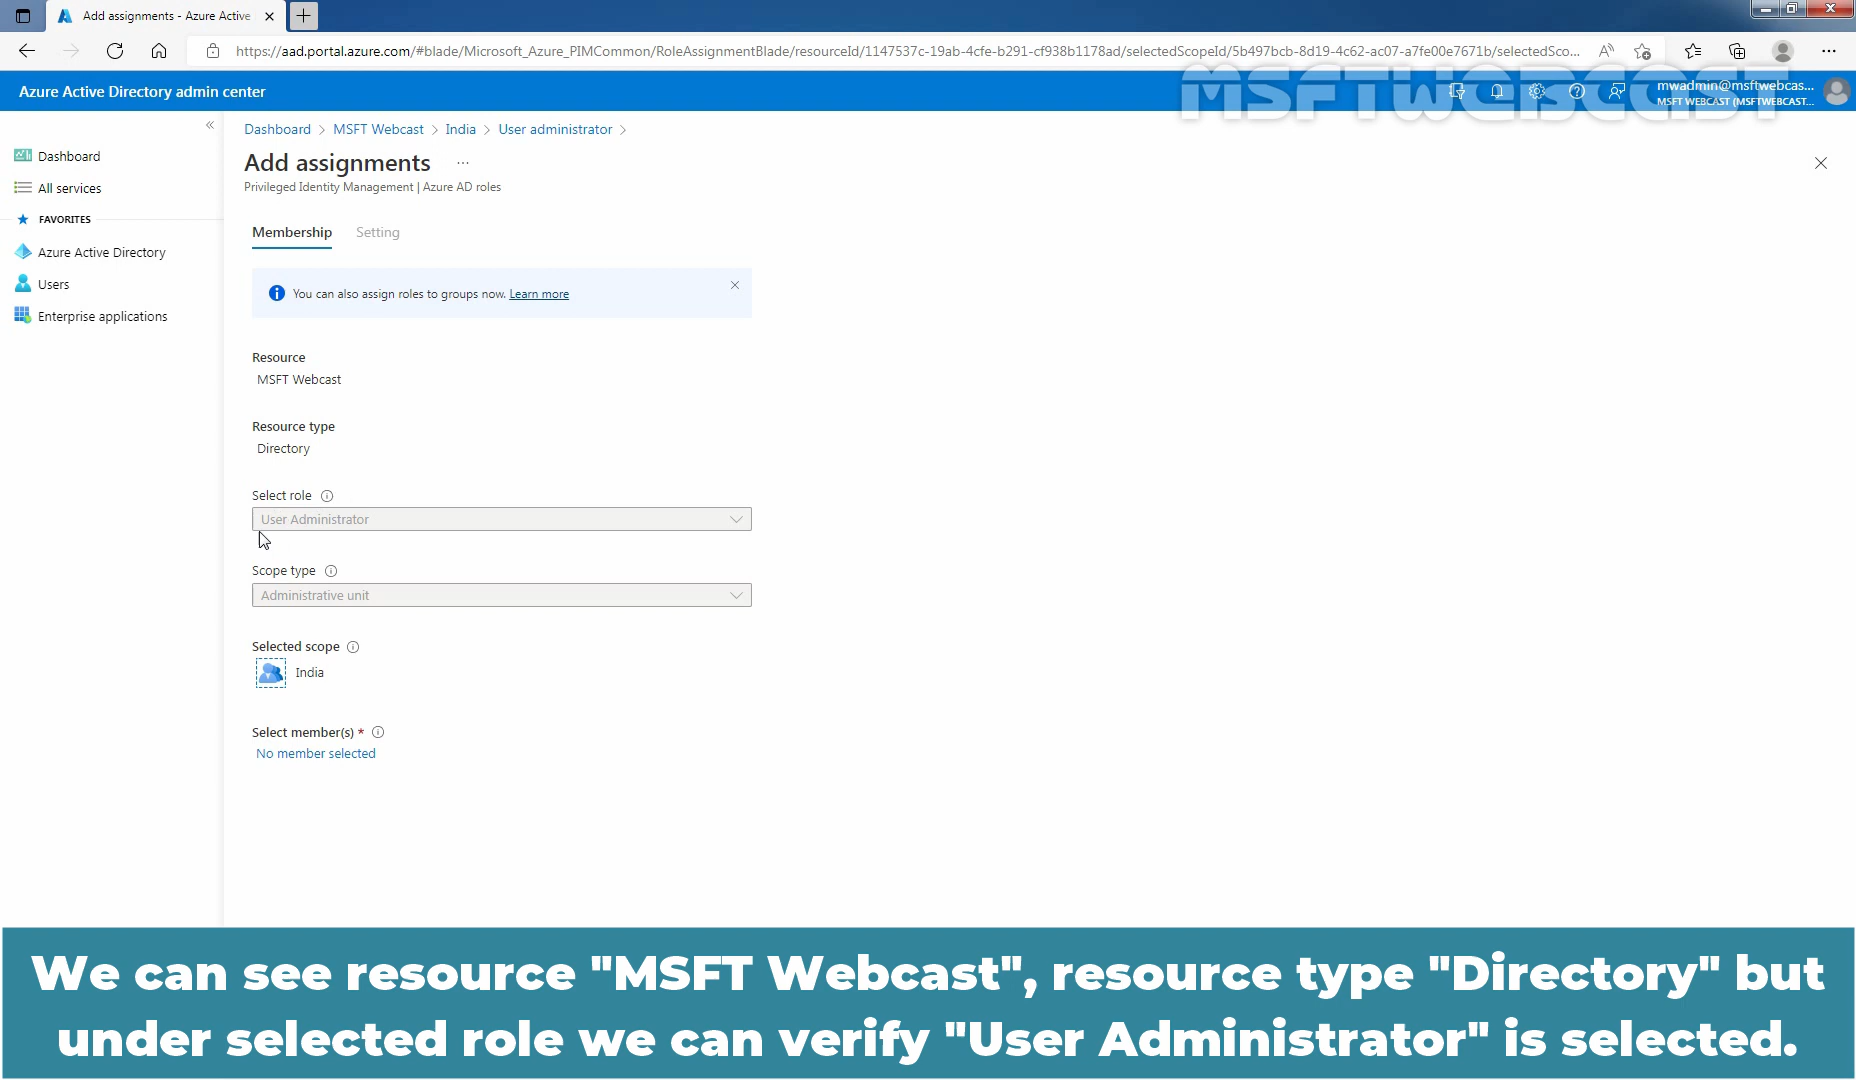 Add assignments - Azure Active
https://aad.portal.azure.com/#blade/Microsoft_Azure_PIMCommon/RoleAssignmentBlade/resourceId/1147537c-19ab-4cfe-b291-cf938b1178ad/selectedScopeId/5b497bcb-8d19-4c62-ac07-a7fe00e7671b/selectedSco...
MSFTWEBCAST
Azure Active Directory admin center
mwadmin@msftwebcas...
MSFT WEBCAST (MSFTWEBCAST....
Dashboard > MSFT Webcast > India > User administrator >
Dashboard
All services
FAVORITES
Azure Active Directory
Users
Enterprise applications
Add assignments ...
Privileged Identity Management | Azure AD roles
Membership Setting
You can also assign roles to groups now. Learn more
Resource
MSFT Webcast
Resource type
Directory
Select role
User Administrator
Scope type
Administrative unit
Selected scope
India
Select member(s) *
No member selected
We can see resource "MSFT Webcast", resource type "Directory" but
under selected role we can verify "User Administrator" is selected.